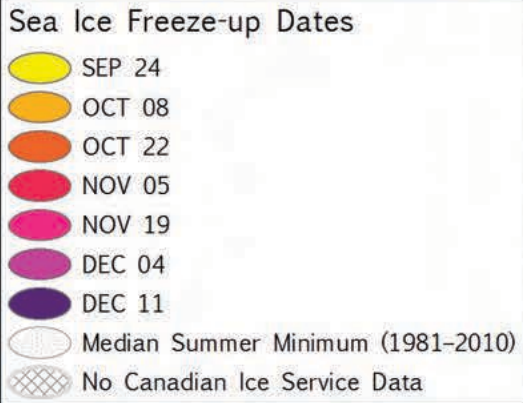 Sea Ice Freeze-up Dates
SEP 24
OCT 08
OCT 22
NOV 05
NOV 19
DEC 04
DEC 11
Median Summer Minimum (1981–2010)
No Canadian Ice Service Data